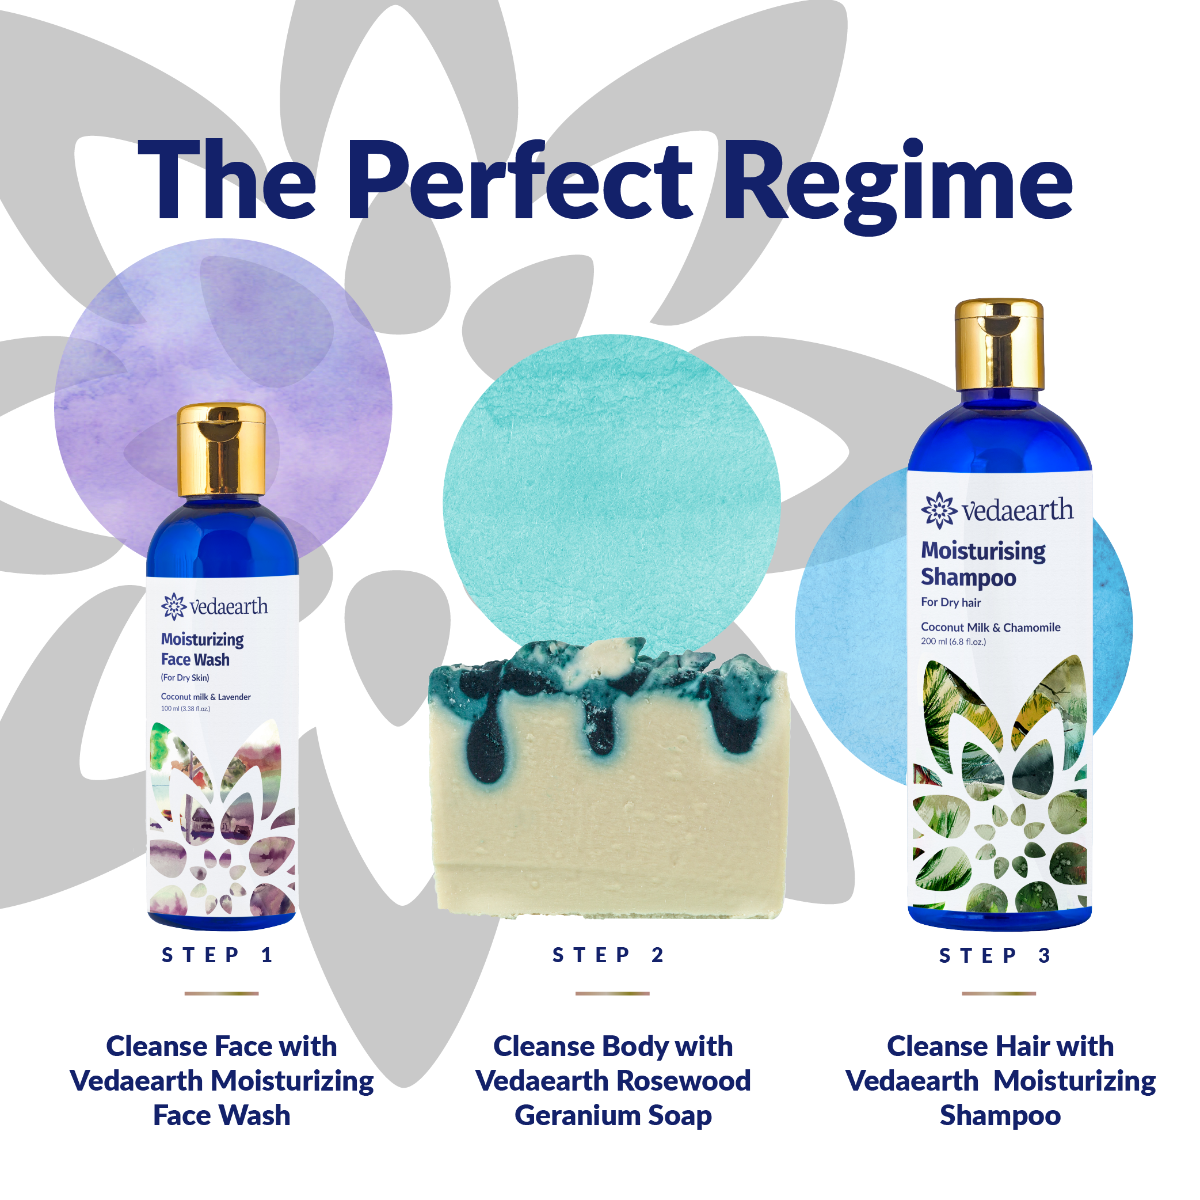 The Perfect Regime
vedaearth
Moisturizing
Face Wash
(For Dry Skin)
Coconut milk & Lavender
100 ml (3.38 fl.oz.)
vedaearth
Moisturising
Shampoo
For Dry hair
Coconut Milk & Chamomile
200 ml (6.8 fl.oz.)
STEP 1
Cleanse Face with
Vedaearth Moisturizing
Face Wash
STEP 2
Cleanse Body with
Vedaearth Rosewood
Geranium Soap
STEP 3
Cleanse Hair with
Vedaearth Moisturizing
Shampoo